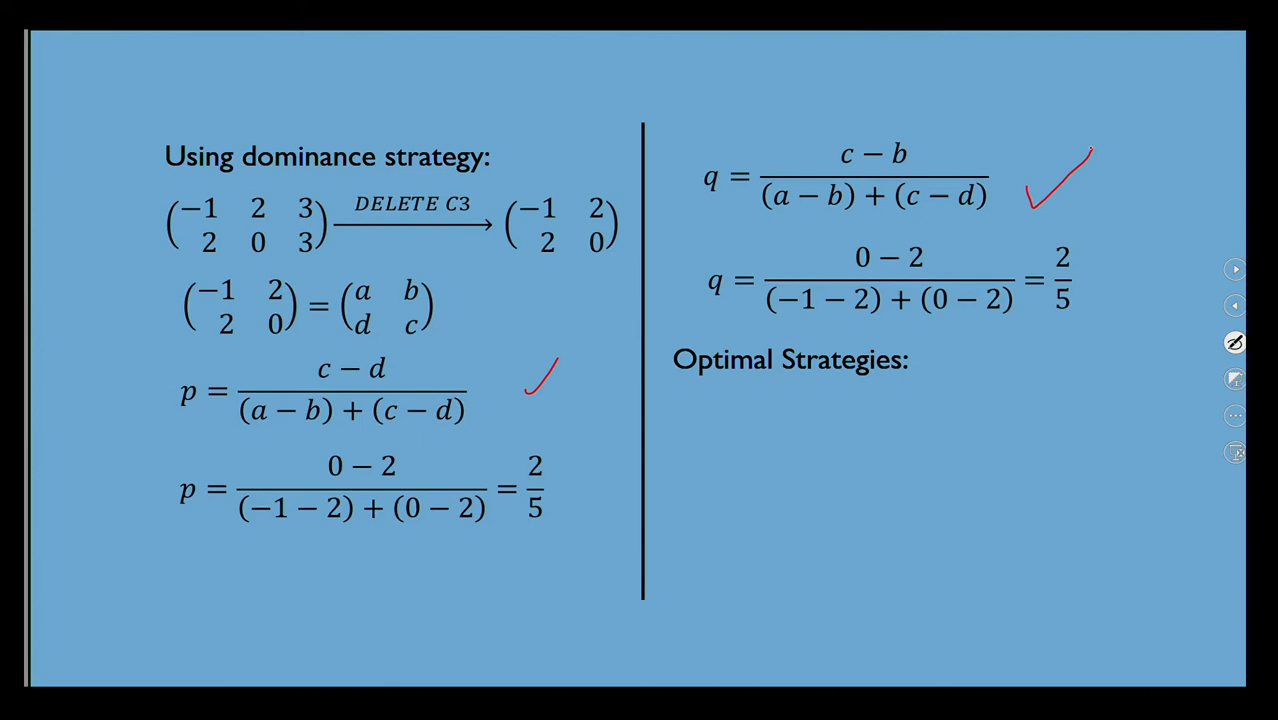 Using dominance strategy:
(−1 2 3
2 0 3) DELETE C3 → (−1 2
2 0)
(−1 2
2 0) = (a b
d c)
p = (c − d) / ((a − b) + (c − d))
p = (0 − 2) / ((−1 − 2) + (0 − 2)) = 2/5
q = (c − b) / ((a − b) + (c − d))
q = (0 − 2) / ((−1 − 2) + (0 − 2)) = 2/5
Optimal Strategies: